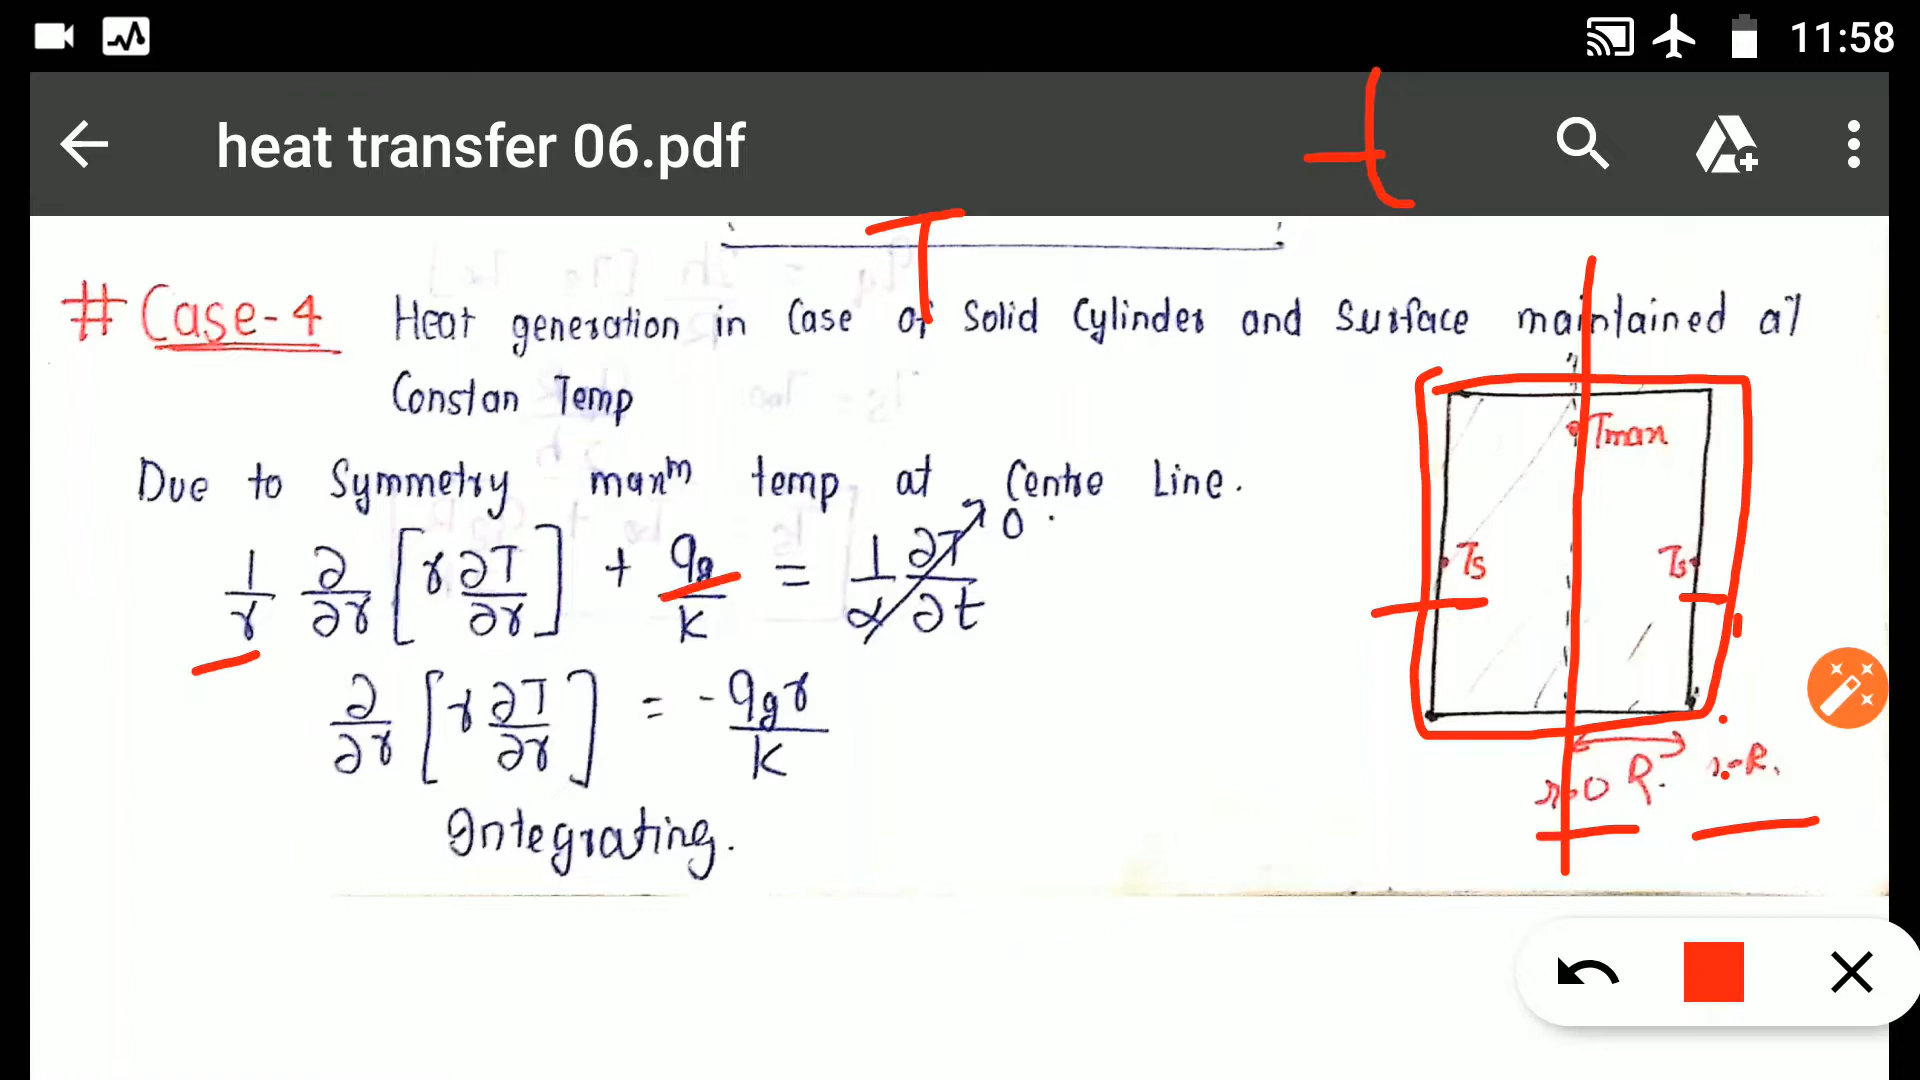 11:58
heat transfer 06.pdf
T
# Case-4 Heat generation in Case of Solid Cylinder and Surface maintained at
Constan Temp
Due to Symmetry maxᵐ temp at Centre Line.
1/r ∂/∂r [r ∂T/∂r] + qg/k = 1/α ∂T/∂t 0
∂/∂r [r ∂T/∂r] = - qg r/k
Integrating.
Tmax
Ts Ts
r=0 R r=R.